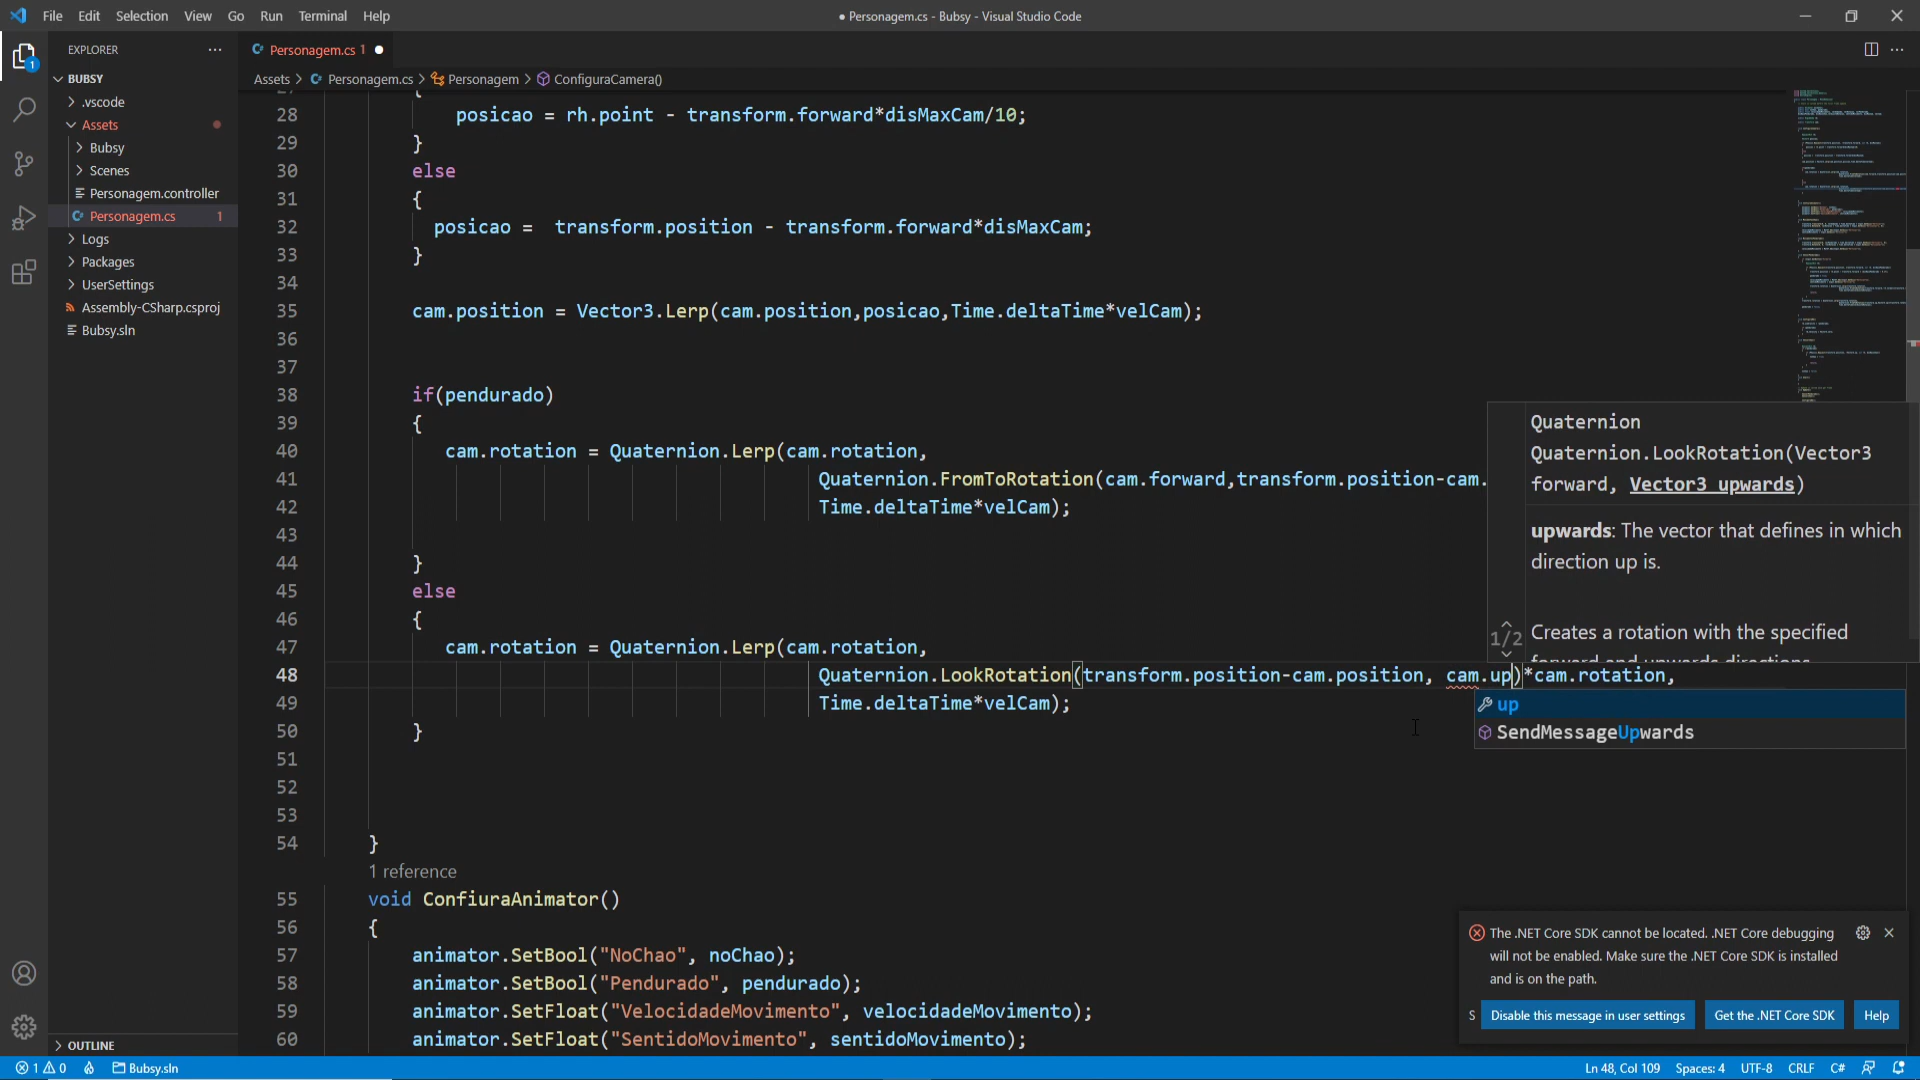 File Edit Selection View Go Run Terminal Help
● Personagem.cs - Bubsy - Visual Studio Code
EXPLORER
Personagem.cs 1 ●
BUBSY
Assets > Personagem.cs > Personagem > ConfiguraCamera()
.vscode
Assets
Bubsy
Scenes
Personagem.controller
Personagem.cs 1
Logs
Packages
UserSettings
Assembly-CSharp.csproj
Bubsy.sln
OUTLINE
28 posicao = rh.point - transform.forward*disMaxCam/10;
29 }
30 else
31 {
32 posicao =  transform.position - transform.forward*disMaxCam;
33 }
34
35 cam.position = Vector3.Lerp(cam.position,posicao,Time.deltaTime*velCam);
36
37
38 if(pendurado)
39 {
40 cam.rotation = Quaternion.Lerp(cam.rotation,
41 Quaternion.FromToRotation(cam.forward,transform.position-cam.
42 Time.deltaTime*velCam);
43
44 }
45 else
46 {
47 cam.rotation = Quaternion.Lerp(cam.rotation,
48 Quaternion.LookRotation(transform.position-cam.position, cam.up)*cam.rotation,
49 Time.deltaTime*velCam);
50 }
51
52
53
54 }
1 reference
55 void ConfiuraAnimator()
56 {
57 animator.SetBool("NoChao", noChao);
58 animator.SetBool("Pendurado", pendurado);
59 animator.SetFloat("VelocidadeMovimento", velocidadeMovimento);
60 animator.SetFloat("SentidoMovimento", sentidoMovimento);
Quaternion
Quaternion.LookRotation(Vector3
forward, Vector3 upwards)
upwards: The vector that defines in which
direction up is.
1/2
Creates a rotation with the specified
up
SendMessageUpwards
The .NET Core SDK cannot be located. .NET Core debugging
will not be enabled. Make sure the .NET Core SDK is installed
and is on the path.
S
Disable this message in user settings
Get the .NET Core SDK
Help
1 0 Bubsy.sln
Ln 48, Col 109 Spaces: 4 UTF-8 CRLF C#